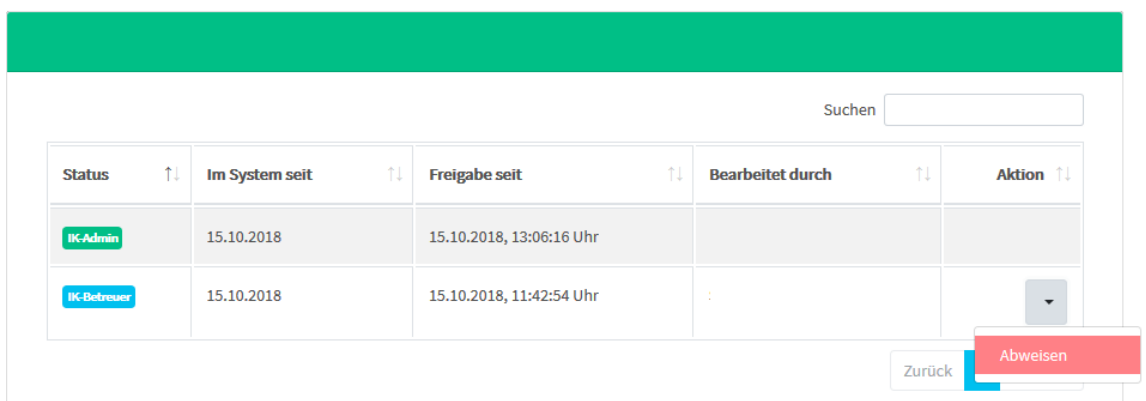 Suchen
Status Im System seit Freigabe seit Bearbeitet durch Aktion
IK-Admin 15.10.2018 15.10.2018, 13:06:16 Uhr
IK-Betreuer 15.10.2018 15.10.2018, 11:42:54 Uhr
Abweisen
Zurück